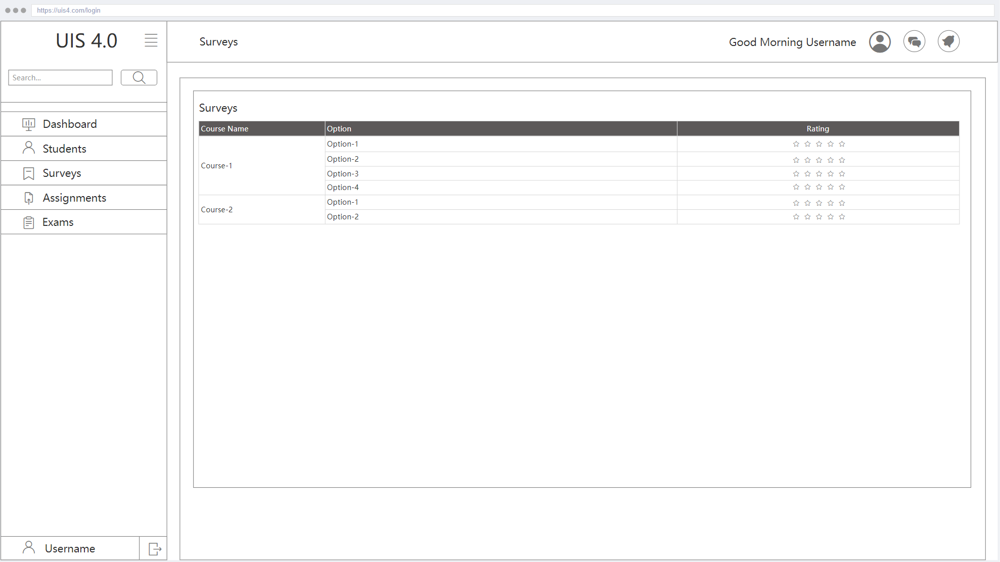 https://uis4.com/login
UIS 4.0
Search...
Dashboard
Students
Surveys
Assignments
Exams
Username
Surveys
Good Morning Username
Surveys
Course Name Option Rating
Course-1
Option-1
Option-2
Option-3
Option-4
Course-2
Option-1
Option-2